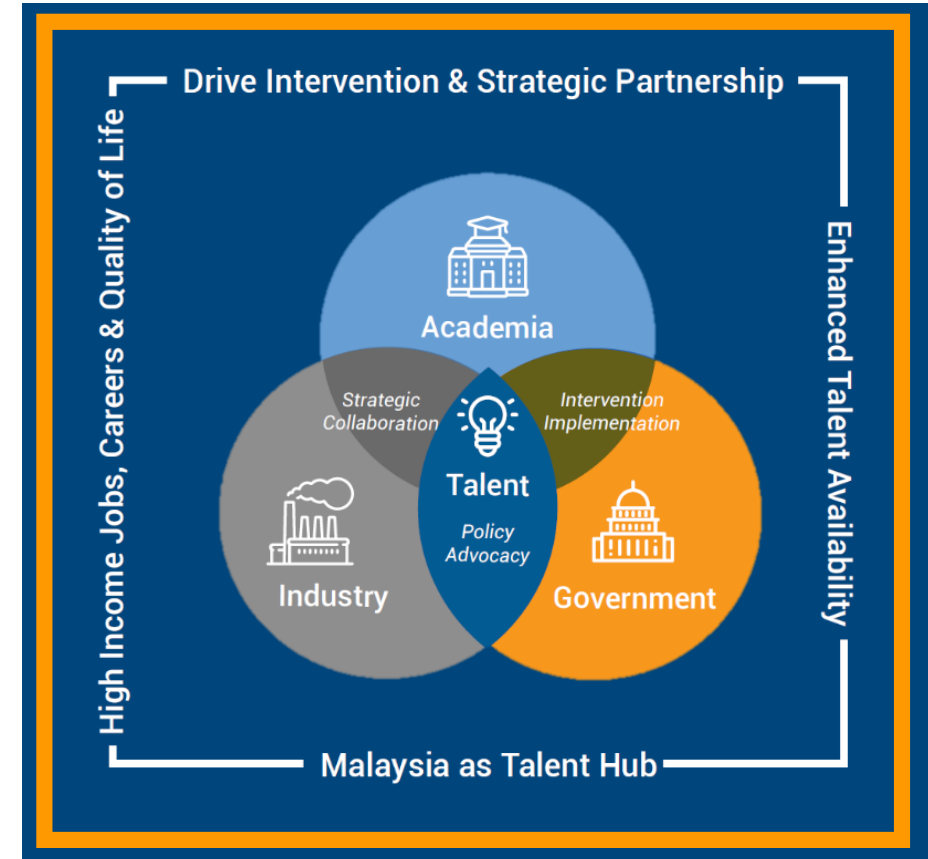 Drive Intervention & Strategic Partnership
High Income Jobs, Careers & Quality of Life
Enhanced Talent Availability
Academia
Strategic
Collaboration
Intervention
Implementation
Talent
Policy
Advocacy
Industry
Government
Malaysia as Talent Hub